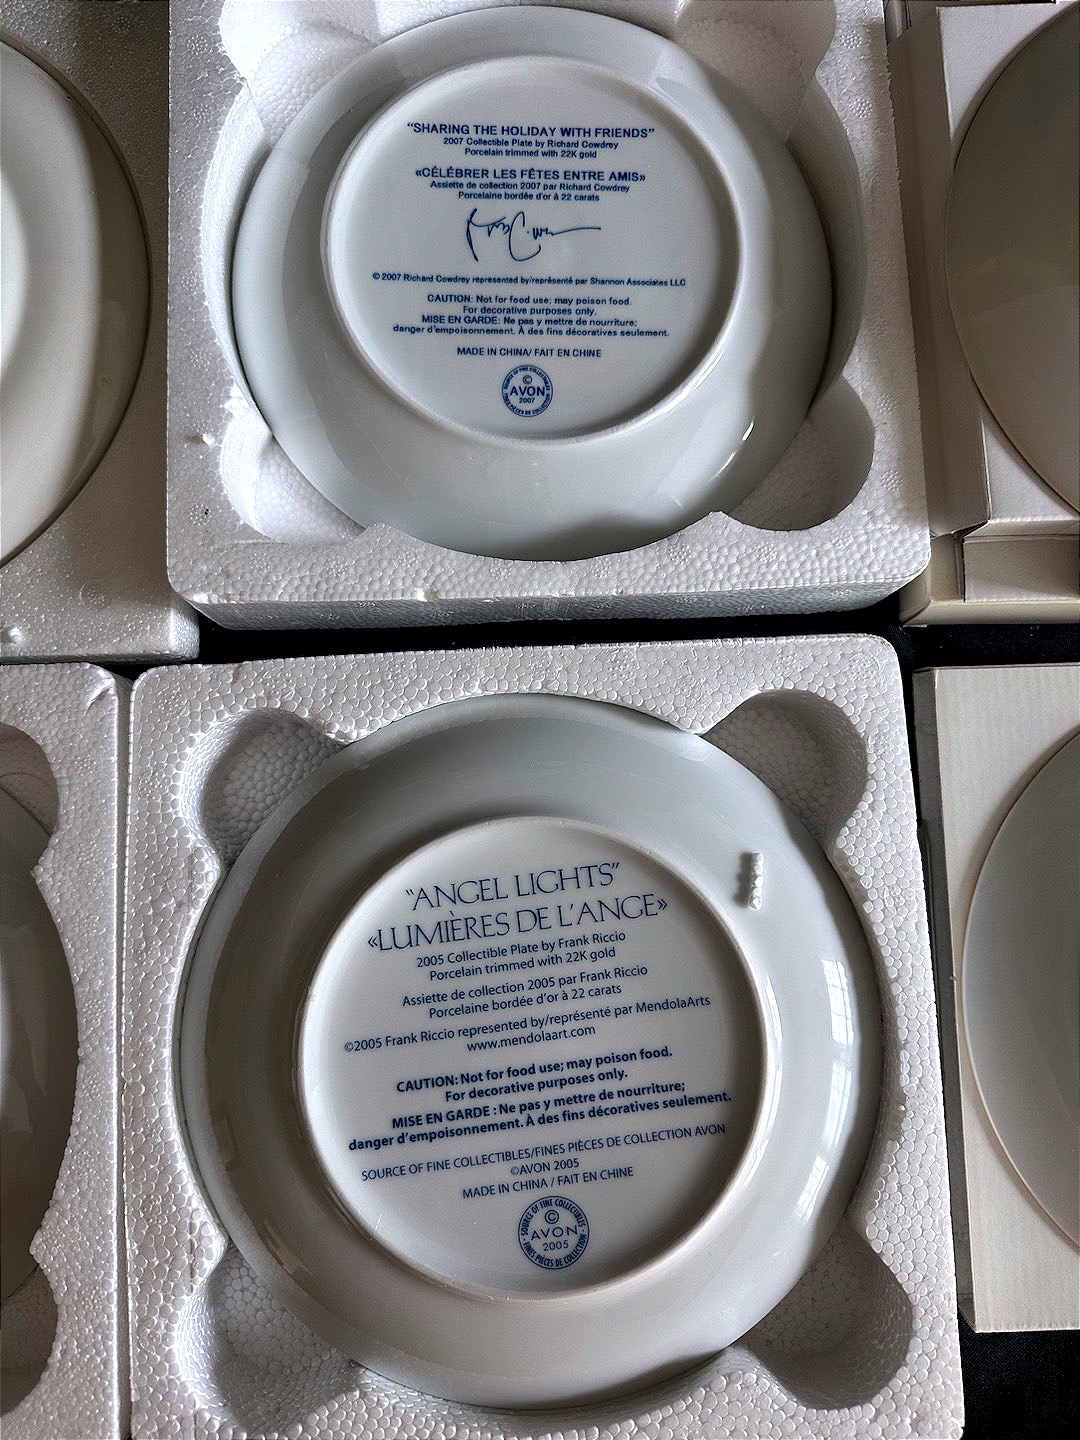 “SHARING THE HOLIDAY WITH FRIENDS”
2007 Collectible Plate by Richard Cowdrey
Porcelain trimmed with 22K gold
«CÉLÉBRER LES FÊTES ENTRE AMIS»
Assiette de collection 2007 par Richard Cowdrey
Porcelaine bordée d'or à 22 carats
© 2007 Richard Cowdrey represented by/représenté par Shannon Associates LLC
CAUTION: Not for food use; may poison food.
For decorative purposes only.
MISE EN GARDE: Ne pas y mettre de nourriture;
danger d'empoisonnement. À des fins décoratives seulement.
MADE IN CHINA/ FAIT EN CHINE
SOURCE OF FINE COLLECTIBLES
©
AVON
2007
FINES PIÈCES DE COLLECTION
“ANGEL LIGHTS”
«LUMIÈRES DE L'ANGE»
2005 Collectible Plate by Frank Riccio
Porcelain trimmed with 22K gold
Assiette de collection 2005 par Frank Riccio
Porcelaine bordée d'or à 22 carats
©2005 Frank Riccio represented by/représenté par MendolaArts
www.mendolaart.com
CAUTION: Not for food use; may poison food.
For decorative purposes only.
MISE EN GARDE : Ne pas y mettre de nourriture;
danger d'empoisonnement. À des fins décoratives seulement.
SOURCE OF FINE COLLECTIBLES/FINES PIÈCES DE COLLECTION AVON
©AVON 2005
MADE IN CHINA / FAIT EN CHINE
SOURCE OF FINE COLLECTIBLES
©
AVON
2005
FINES PIÈCES DE COLLECTION